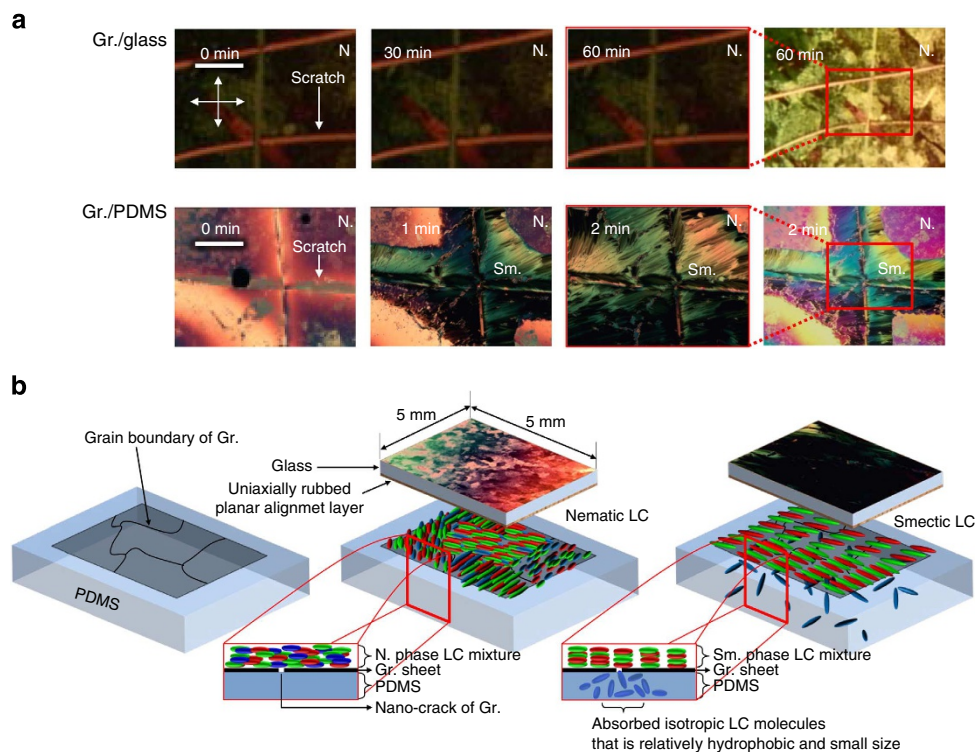 a
Gr./glass
0 min
N.
Scratch
30 min
N.
60 min
N.
60 min
N.
Gr./PDMS
0 min
N.
Scratch
1 min
N.
Sm.
2 min
N.
Sm.
2 min
N.
Sm.
b
Grain boundary of Gr.
PDMS
5 mm
5 mm
Glass
Uniaxially rubbed
planar alignmet layer
Nematic LC
N. phase LC mixture
Gr. sheet
PDMS
Nano-crack of Gr.
Smectic LC
Sm. phase LC mixture
Gr. sheet
PDMS
Absorbed isotropic LC molecules
that is relatively hydrophobic and small size